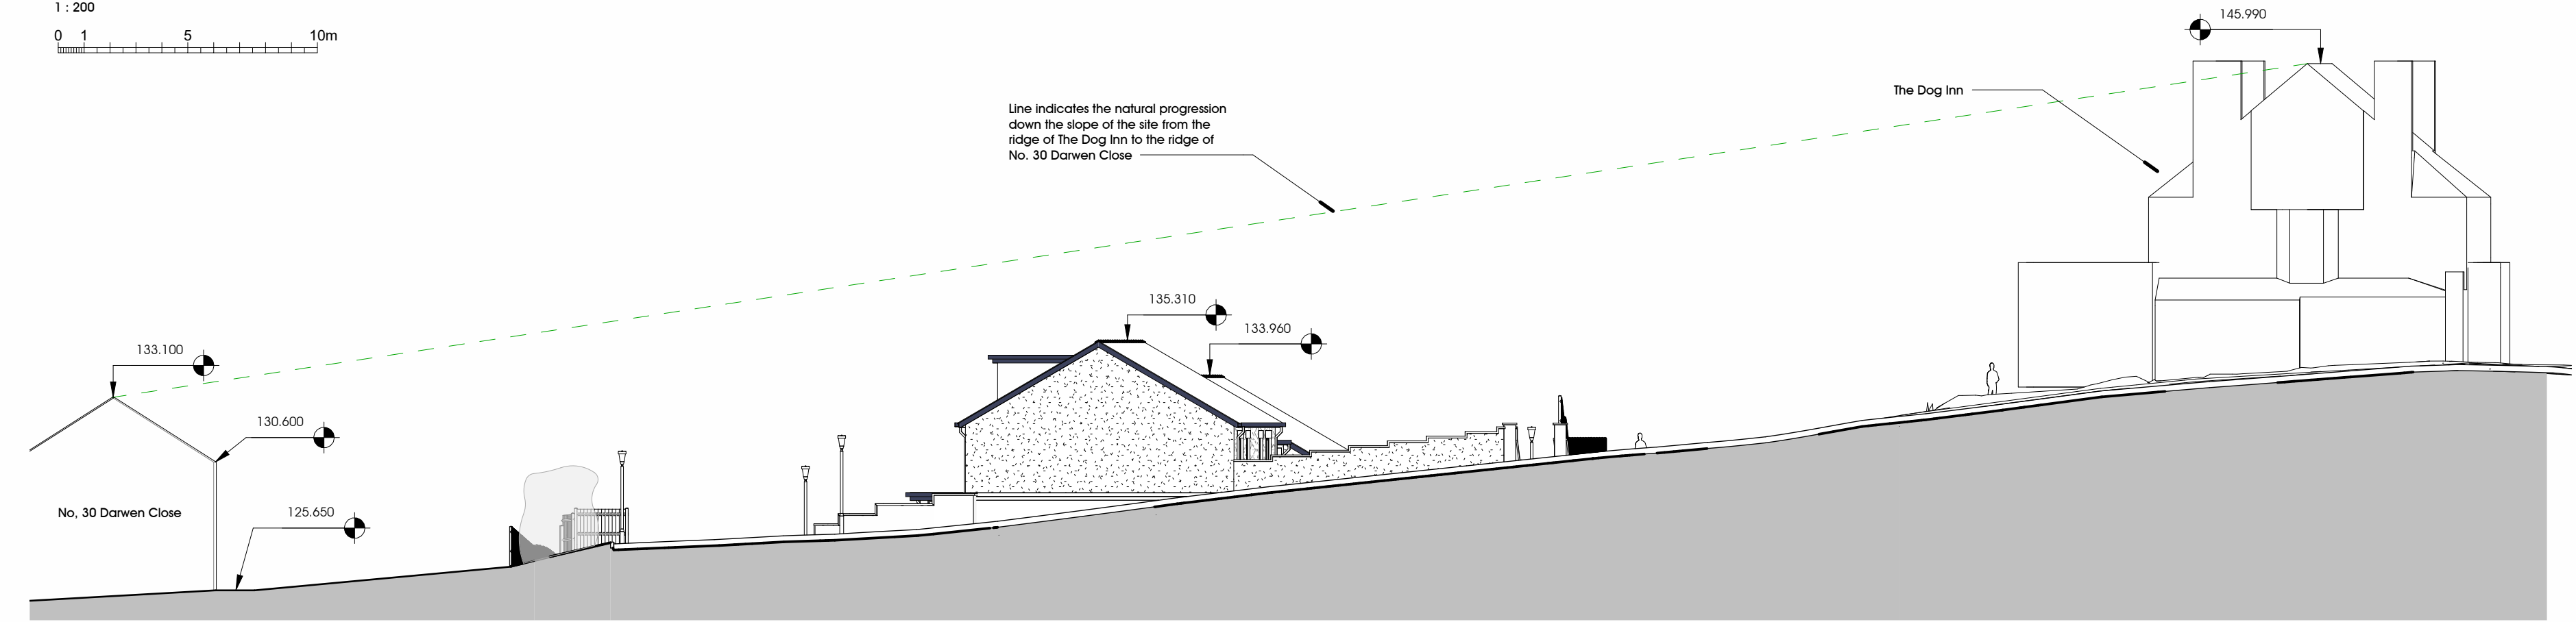 1 : 200
0 1 5 10m
145.990
The Dog Inn
Line indicates the natural progression
down the slope of the site from the
ridge of The Dog Inn to the ridge of
No. 30 Darwen Close
135.310
133.960
133.100
130.600
No, 30 Darwen Close
125.650